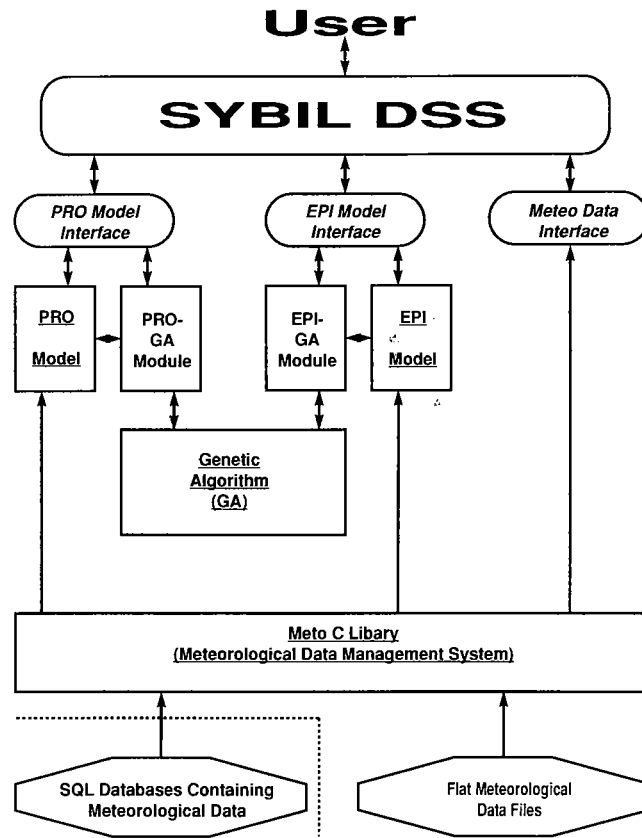 User
SYBIL DSS
PRO Model
Interface
EPI Model
Interface
Meteo Data
Interface
PRO
Model
PRO-
GA
Module
EPI-
GA
Module
EPI
Model
Genetic
Algorithm
(GA)
Meto C Libary
(Meteorological Data Management System)
SQL Databases Containing
Meteorological Data
Flat Meteorological
Data Files